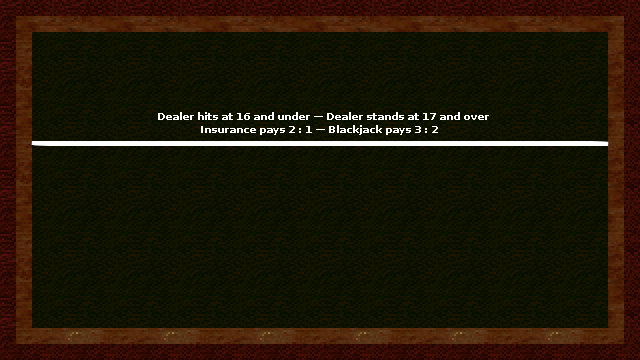 Dealer hits at 16 and under — Dealer stands at 17 and over
Insurance pays 2 : 1 — Blackjack pays 3 : 2